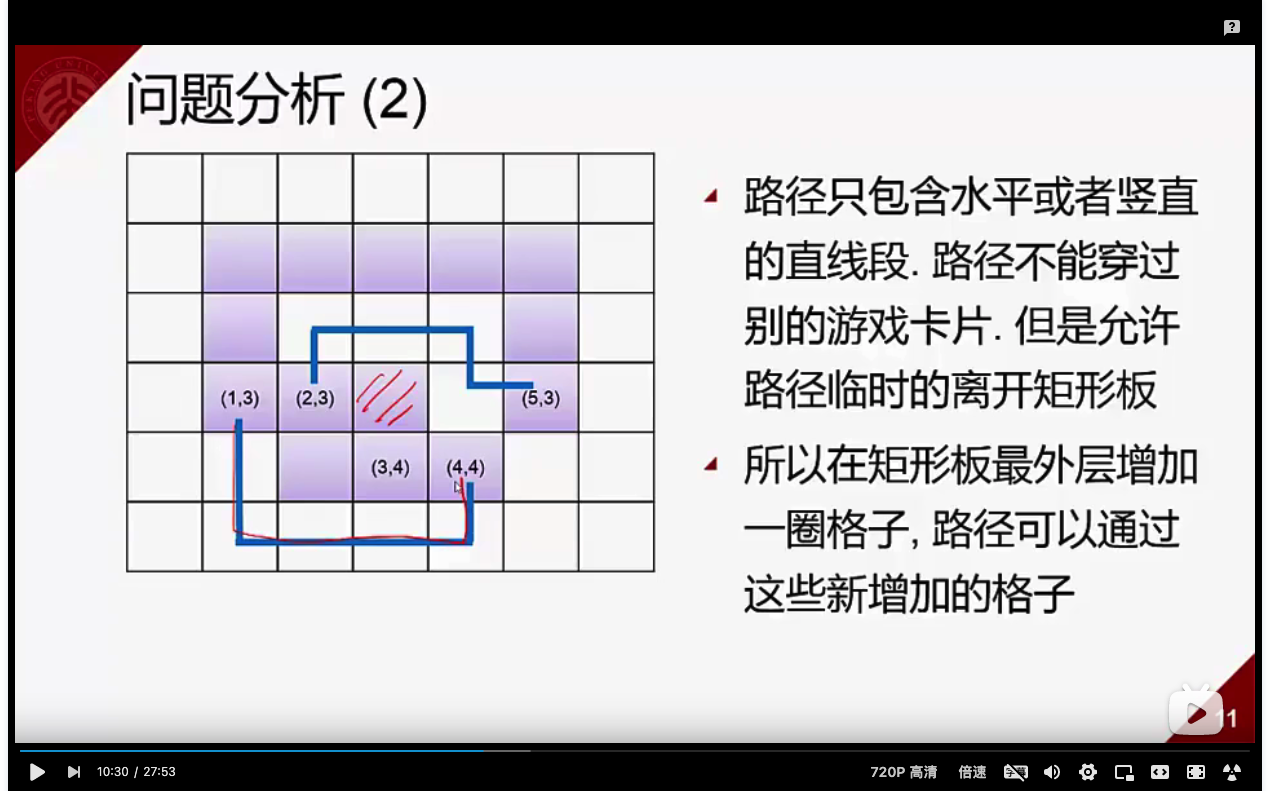 问题分析 (2)
路径只包含水平或者竖直
的直线段. 路径不能穿过
别的游戏卡片. 但是允许
路径临时的离开矩形板
所以在矩形板最外层增加
一圈格子, 路径可以通过
这些新增加的格子
(1,3) (2,3) (5,3)
(3,4) (4,4)
11
10:30 / 27:53
720P 高清 倍速